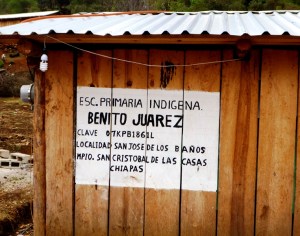 ESC. PRIMARIA INDIGENA.
BENITO JUAREZ
CLAVE 07KPB1861L
LOCALIDAD SAN JOSE DE LOS BAÑOS
MPIO. SAN CRISTOBAL DE LAS CASAS
CHIAPAS